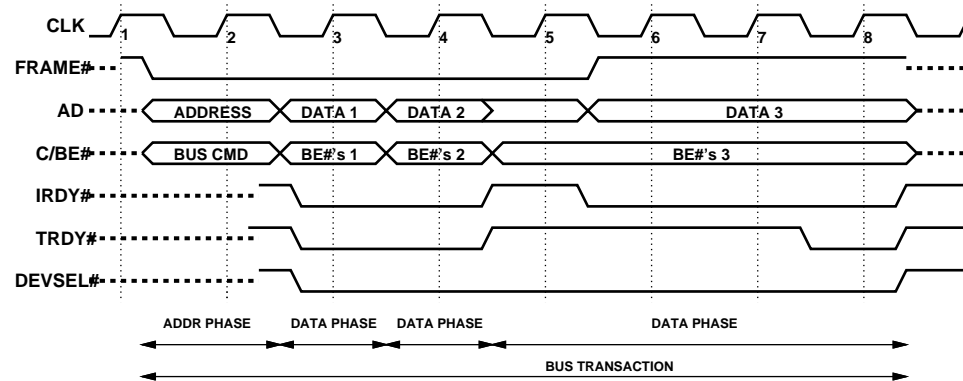 CLK
1 2 3 4 5 6 7 8
FRAME#
AD ADDRESS DATA 1 DATA 2 DATA 3
C/BE# BUS CMD BE#'s 1 BE#'s 2 BE#'s 3
IRDY#
TRDY#
DEVSEL#
ADDR PHASE DATA PHASE DATA PHASE DATA PHASE
BUS TRANSACTION